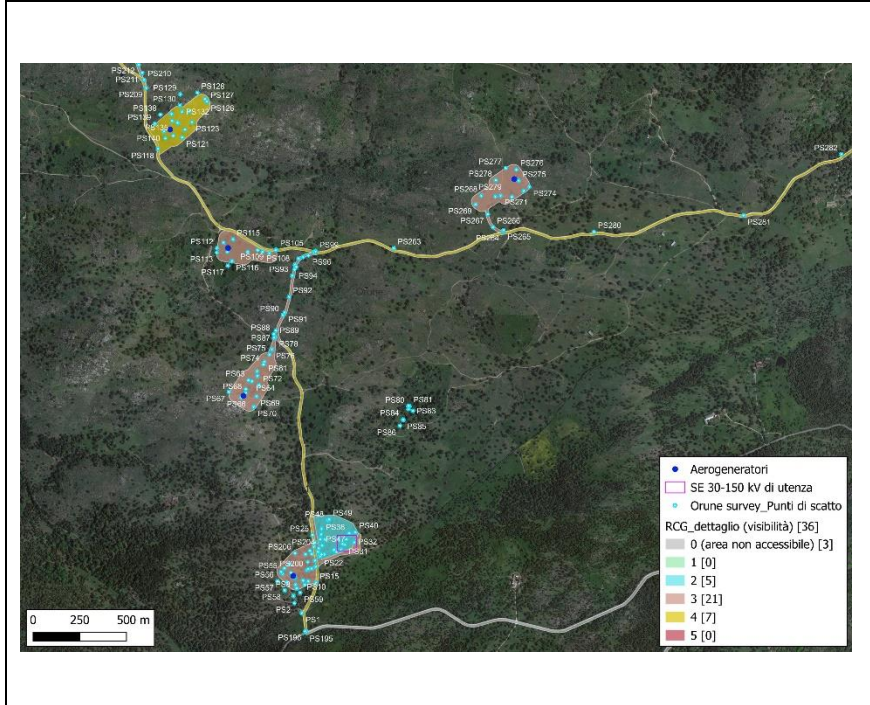 PS212
PS210
PS211
PS209
PS129
PS128
PS127
PS130
PS126
PS138
PS132
PS139
PS123
PS140
PS121
PS118
PS282
PS277
PS276
PS278
PS275
PS279
PS274
PS271
PS269
PS267
PS266
PS265
PS280
PS281
PS115
PS112
PS105
PS113
PS109
PS108
PS116
PS117
PS263
PS93
PS94
PS92
PS90
PS91
PS88
PS89
PS87
PS78
PS75
PS76
PS74
PS81
PS72
PS67
PS64
PS69
PS70
PS80
PS81
PS84
PS83
PS85
PS86
PS49
PS48
PS36
PS40
PS25
PS32
PS31
PS200
PS22
PS15
PS56
PS57
PS10
PS58
PS59
PS2
PS1
PS196
PS195
Aerogeneratori
SE 30-150 kV di utenza
Orune survey_Punti di scatto
RCG_dettaglio (visibilità) [36]
0 (area non accessibile) [3]
1 [0]
2 [5]
3 [21]
4 [7]
5 [0]
0 250 500 m